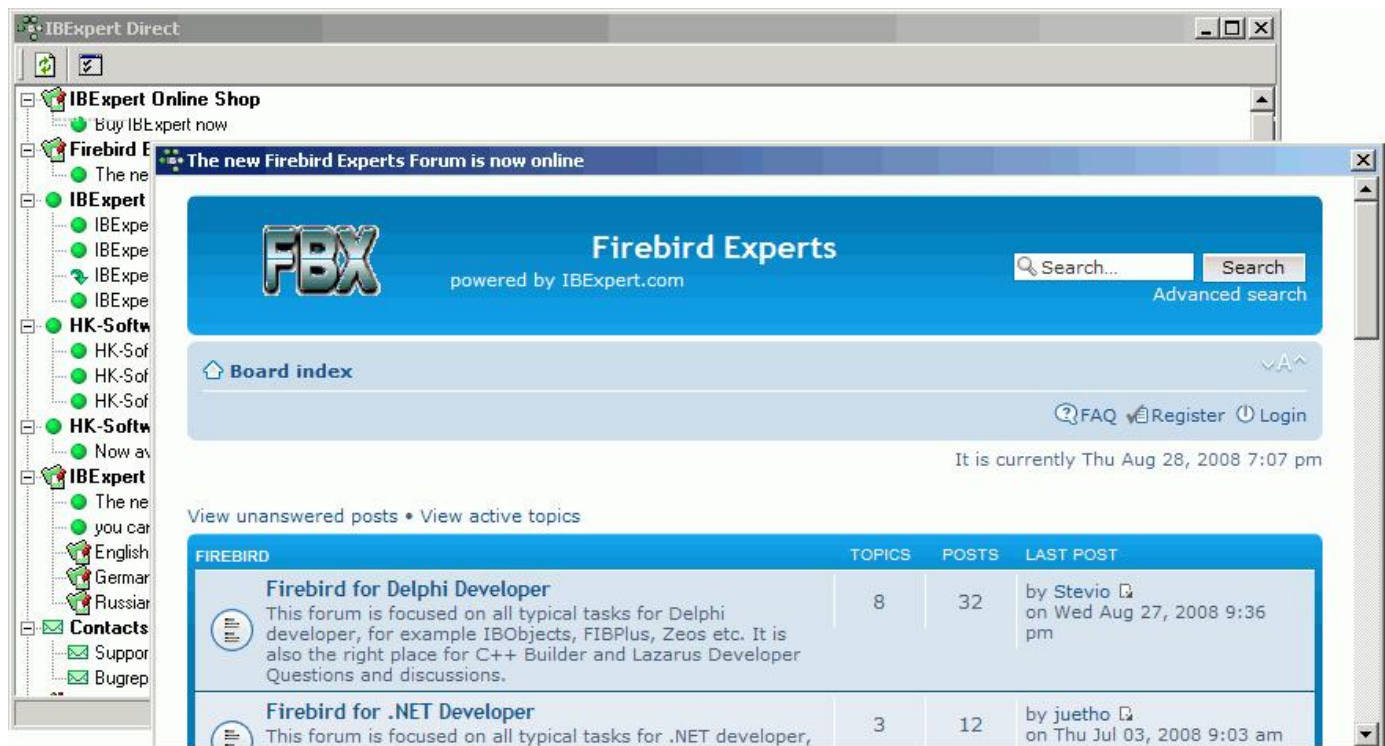 IBExpert Direct
IBExpert Online Shop
Buy IBExpert now
Firebird E
The ne
IBExpert
IBExpe
IBExpe
IBExpe
IBExpe
HK-Softw
HK-Sof
HK-Sof
HK-Sof
HK-Softw
Now av
IBExpert
The ne
you car
English
German
Russian
Contacts
Suppor
Bugrep
The new Firebird Experts Forum is now online
FBX
Firebird Experts
powered by IBExpert.com
Search... Search
Advanced search
Board index
A
FAQ Register Login
It is currently Thu Aug 28, 2008 7:07 pm
View unanswered posts • View active topics
FIREBIRD TOPICS POSTS LAST POST
Firebird for Delphi Developer
This forum is focused on all typical tasks for Delphi
developer, for example IBObjects, FIBPlus, Zeos etc. It is
also the right place for C++ Builder and Lazarus Developer
Questions and discussions.
8 32
by Stevio
on Wed Aug 27, 2008 9:36
pm
Firebird for .NET Developer
This forum is focused on all typical tasks for .NET developer,
3 12
by juetho
on Thu Jul 03, 2008 9:03 am